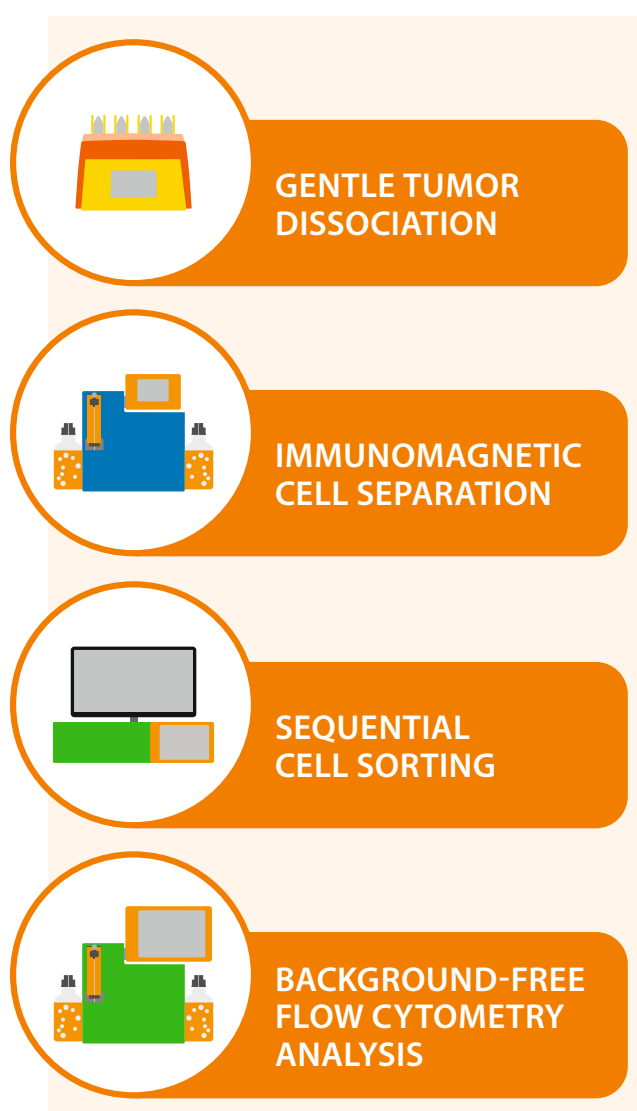 GENTLE TUMOR
DISSOCIATION
IMMUNOMAGNETIC
CELL SEPARATION
SEQUENTIAL
CELL SORTING
BACKGROUND-FREE
FLOW CYTOMETRY
ANALYSIS